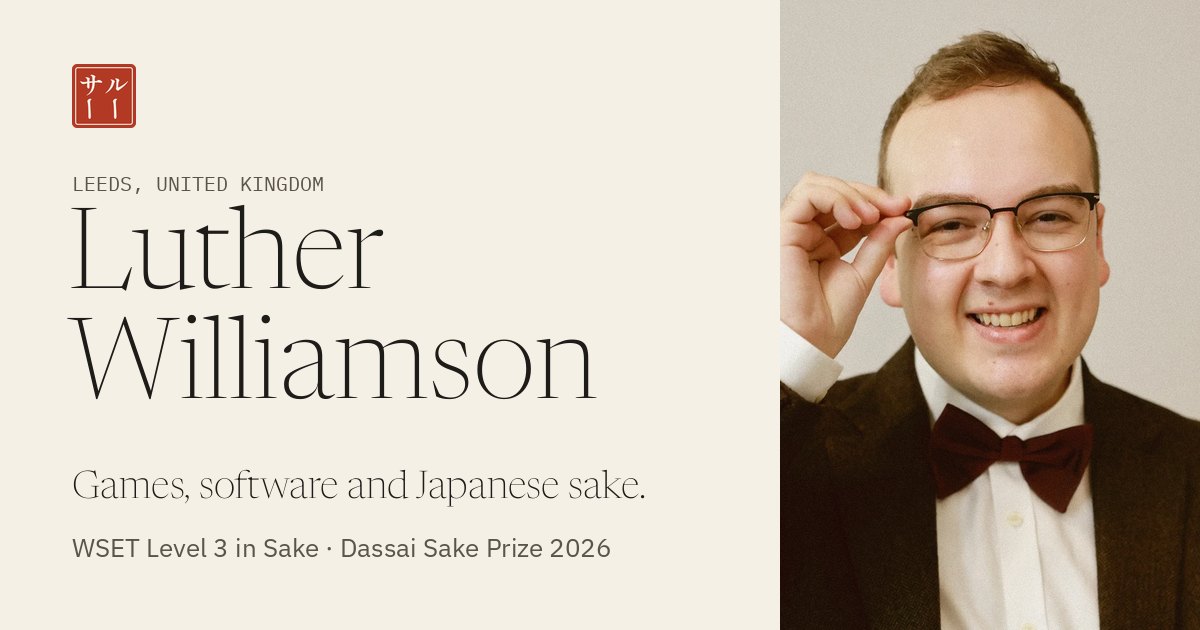 サル
ーー
LEEDS, UNITED KINGDOM
Luther
Williamson
Games, software and Japanese sake.
WSET Level 3 in Sake · Dassai Sake Prize 2026